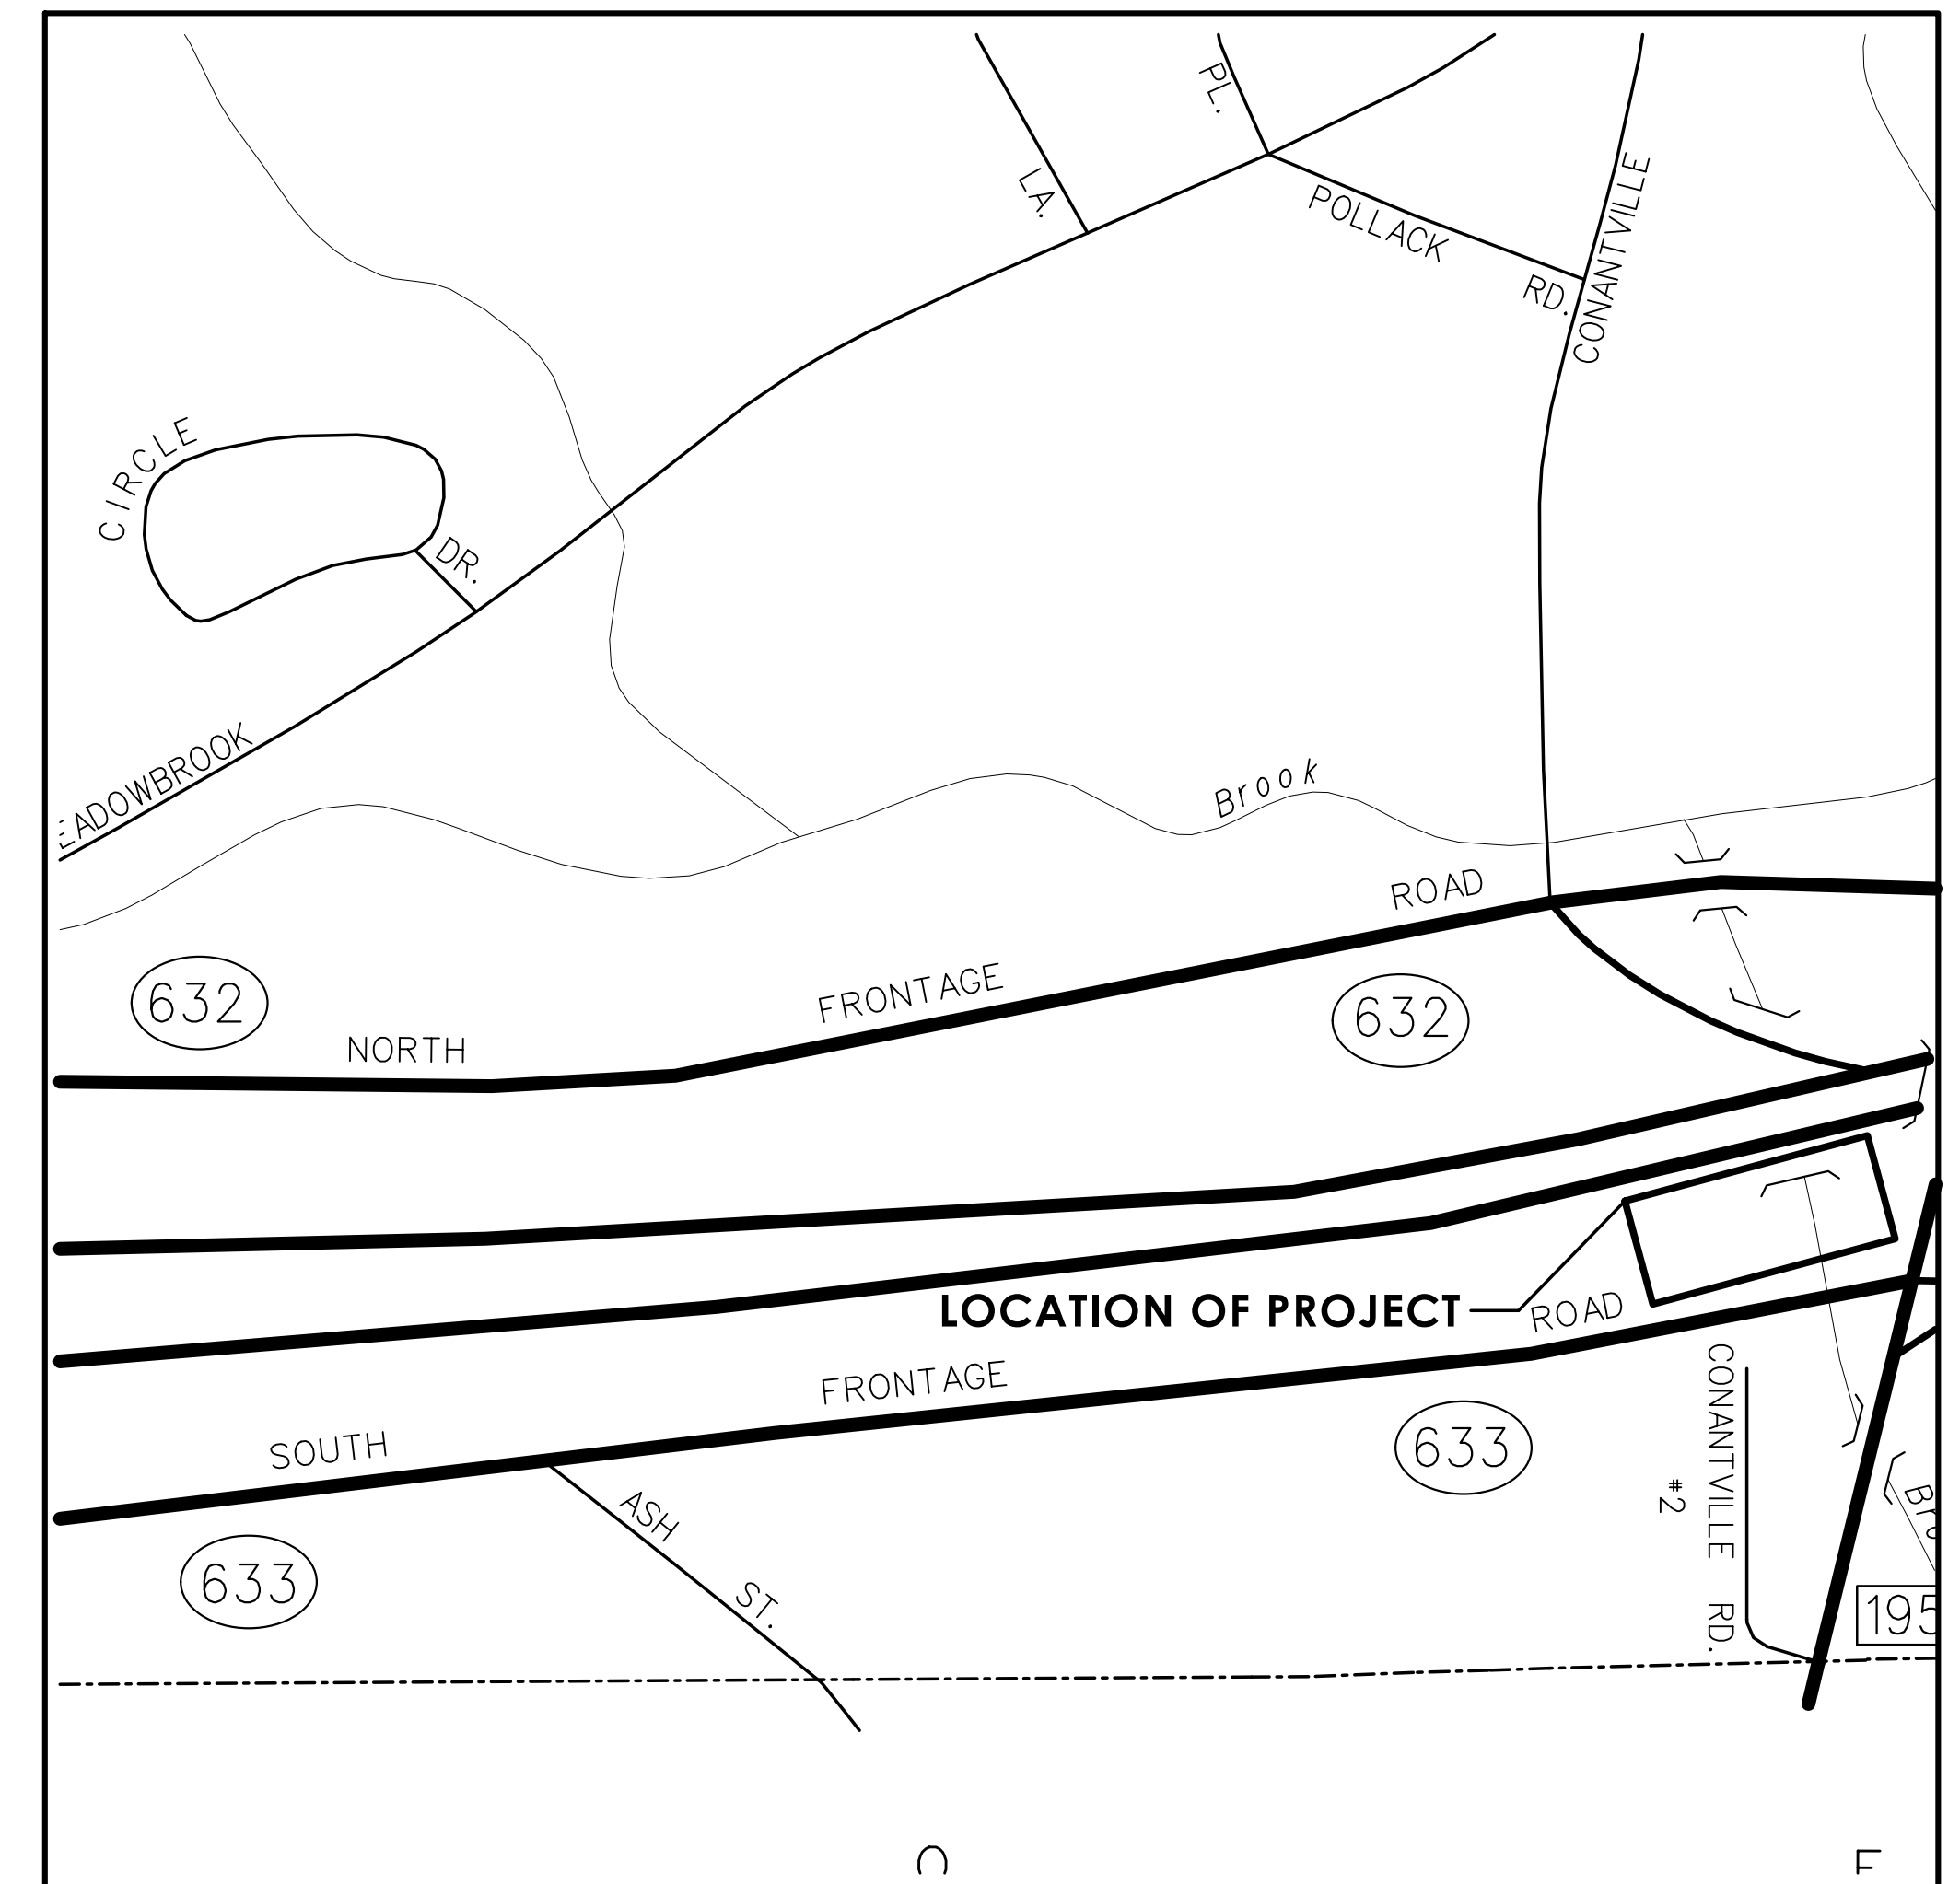 PL.
LA.
POLLACK RD.
CONANTVILLE
CIRCLE
DR.
EADOWBROOK
Brook
NORTH FRONTAGE ROAD
632
632
LOCATION OF PROJECT
SOUTH FRONTAGE ROAD
633
633
ASH ST.
CONANTVILLE RD.
#2
195